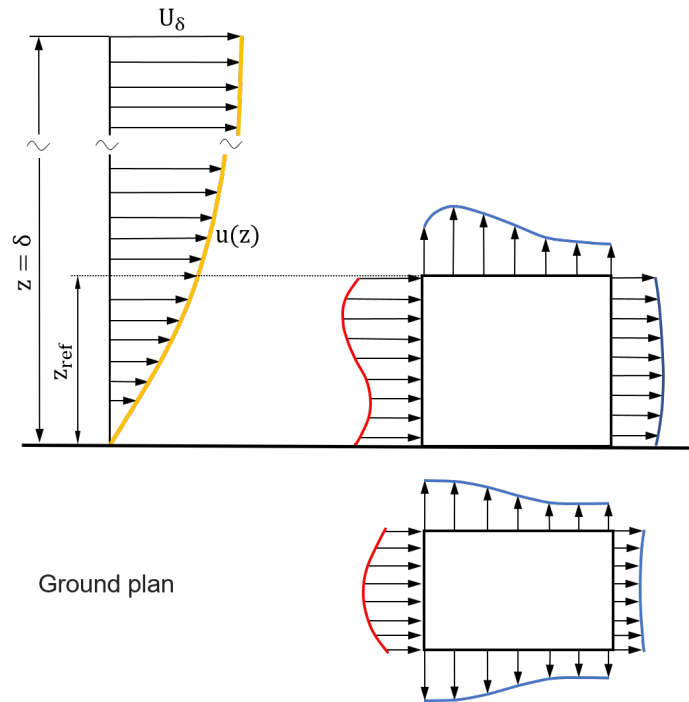 U_δ
u(z)
z = δ
z_ref
Ground plan